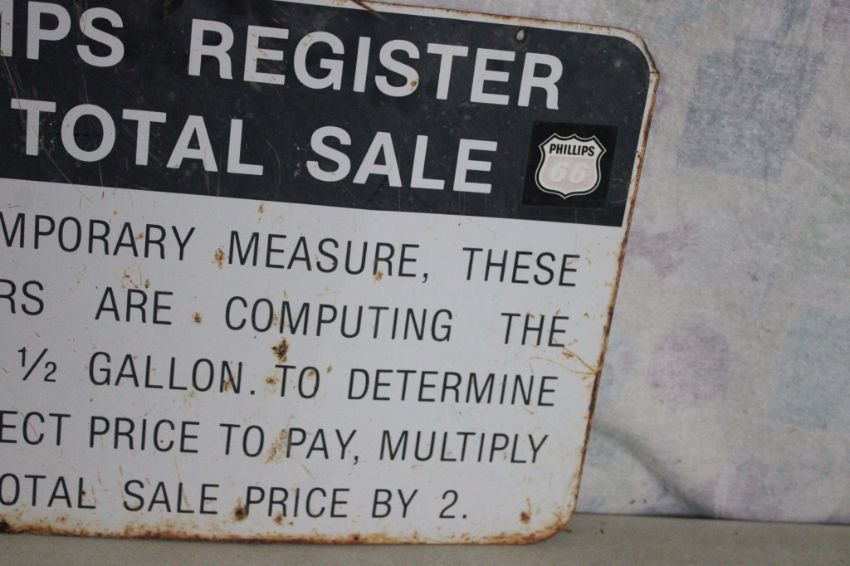 MPS REGISTER
TOTAL SALE
PHILLIPS
66
MPORARY MEASURE, THESE
RS ARE COMPUTING THE
½ GALLON. TO DETERMINE
ECT PRICE TO PAY, MULTIPLY
OTAL SALE PRICE BY 2.